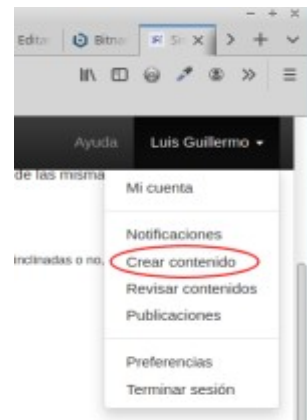 Edita Bitna Si
Ayuda Luis Guillermo
de las misma
Mi cuenta
Notificaciones
inclinadas o no,
Crear contenido
Revisar contenidos
Publicaciones
Preferencias
Terminar sesión